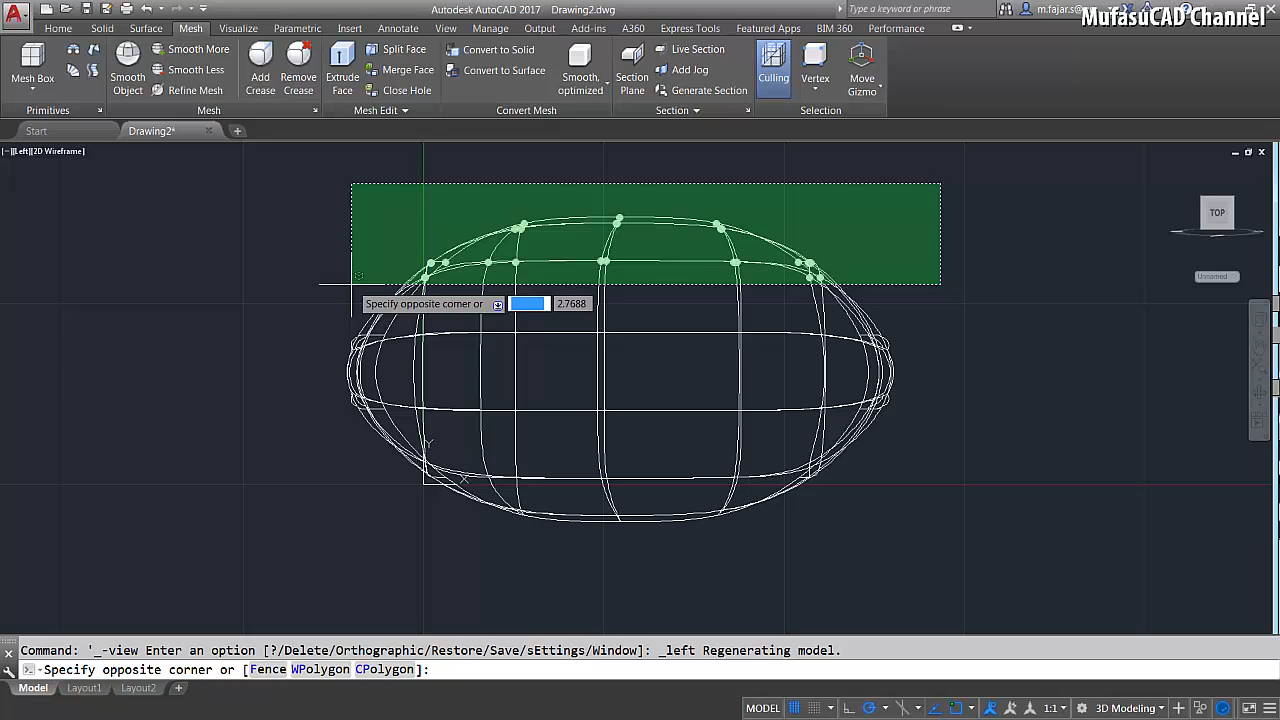 Autodesk AutoCAD 2017 Drawing2.dwg
Type a keyword or phrase
m.fajar.s
MufasuCAD Channel
Home Solid Surface Mesh Visualize Parametric Insert Annotate View Manage Output Add-ins A360 Express Tools Featured Apps BIM 360 Performance
Mesh Box
Smooth Object
Smooth More
Smooth Less
Refine Mesh
Add Crease
Remove Crease
Extrude Face
Split Face
Merge Face
Close Hole
Convert to Solid
Convert to Surface
Smooth, optimized
Section Plane
Live Section
Add Jog
Generate Section
Culling
Vertex
Move Gizmo
Primitives Mesh Mesh Edit Convert Mesh Section Selection
Start Drawing2*
[−][Left][2D Wireframe]
TOP
Unnamed
Specify opposite corner or 2.7688
Y
X
Command: '_-view Enter an option [?/Delete/Orthographic/Restore/Save/sEttings/Window]: _left Regenerating model.
Specify opposite corner or [Fence WPolygon CPolygon]:
Model Layout1 Layout2
MODEL 1:1 3D Modeling